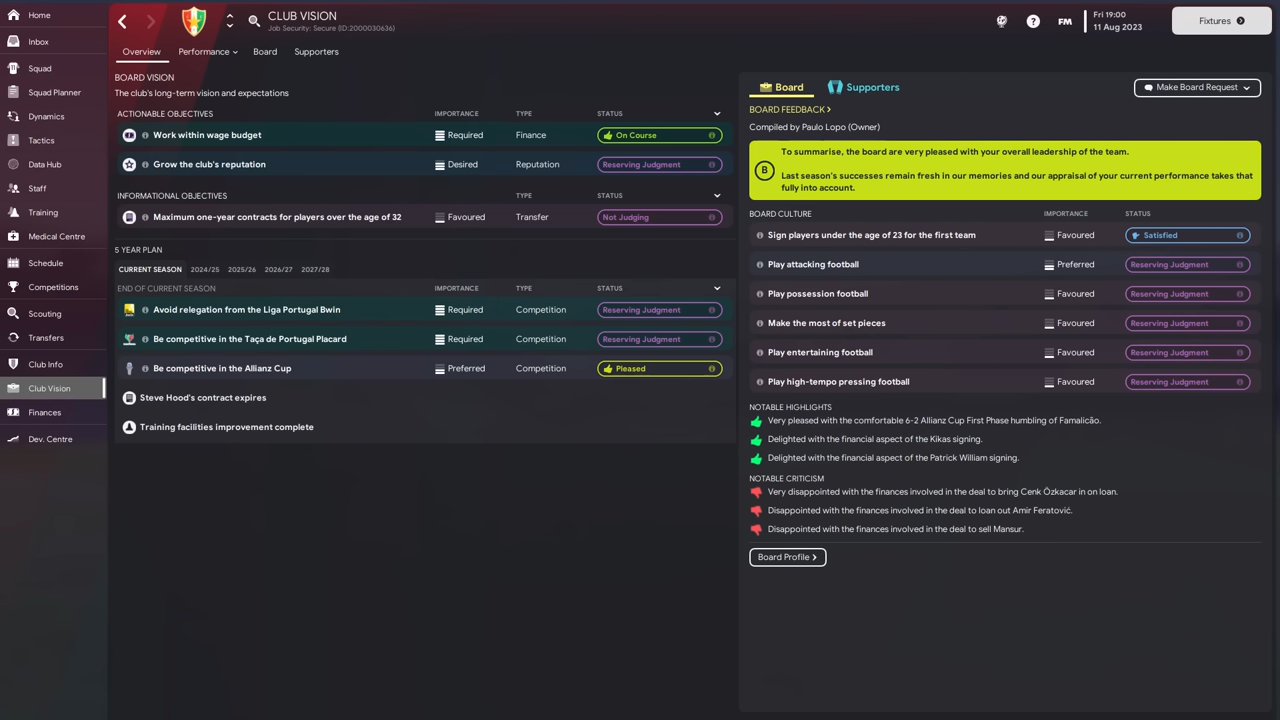 Home
Inbox
Squad
Squad Planner
Dynamics
Tactics
Data Hub
Staff
Training
Medical Centre
Schedule
Competitions
Scouting
Transfers
Club Info
Club Vision
Finances
Dev. Centre
CLUB VISION
Job Security: Secure (ID:2000030636)
FM
Fri 19:00
11 Aug 2023
Fixtures
Overview
Performance
Board
Supporters
BOARD VISION
The club's long-term vision and expectations
ACTIONABLE OBJECTIVES IMPORTANCE TYPE STATUS
Work within wage budget Required Finance On Course
Grow the club's reputation Desired Reputation Reserving Judgment
INFORMATIONAL OBJECTIVES TYPE STATUS
Maximum one-year contracts for players over the age of 32 Favoured Transfer Not Judging
5 YEAR PLAN
CURRENT SEASON 2024/25 2025/26 2026/27 2027/28
END OF CURRENT SEASON IMPORTANCE TYPE STATUS
Avoid relegation from the Liga Portugal Bwin Required Competition Reserving Judgment
Be competitive in the Taça de Portugal Placard Required Competition Reserving Judgment
Be competitive in the Allianz Cup Preferred Competition Pleased
Steve Hood's contract expires
Training facilities improvement complete
Board Supporters Make Board Request
BOARD FEEDBACK
Compiled by Paulo Lopo (Owner)
B
To summarise, the board are very pleased with your overall leadership of the team.
Last season's successes remain fresh in our memories and our appraisal of your current performance takes that
fully into account.
BOARD CULTURE IMPORTANCE STATUS
Sign players under the age of 23 for the first team Favoured Satisfied
Play attacking football Preferred Reserving Judgment
Play possession football Favoured Reserving Judgment
Make the most of set pieces Favoured Reserving Judgment
Play entertaining football Favoured Reserving Judgment
Play high-tempo pressing football Favoured Reserving Judgment
NOTABLE HIGHLIGHTS
Very pleased with the comfortable 6-2 Allianz Cup First Phase humbling of Famalicão.
Delighted with the financial aspect of the Kikas signing.
Delighted with the financial aspect of the Patrick William signing.
NOTABLE CRITICISM
Very disappointed with the finances involved in the deal to bring Cenk Özkacar in on loan.
Disappointed with the finances involved in the deal to loan out Amir Feratović.
Disappointed with the finances involved in the deal to sell Mansur.
Board Profile